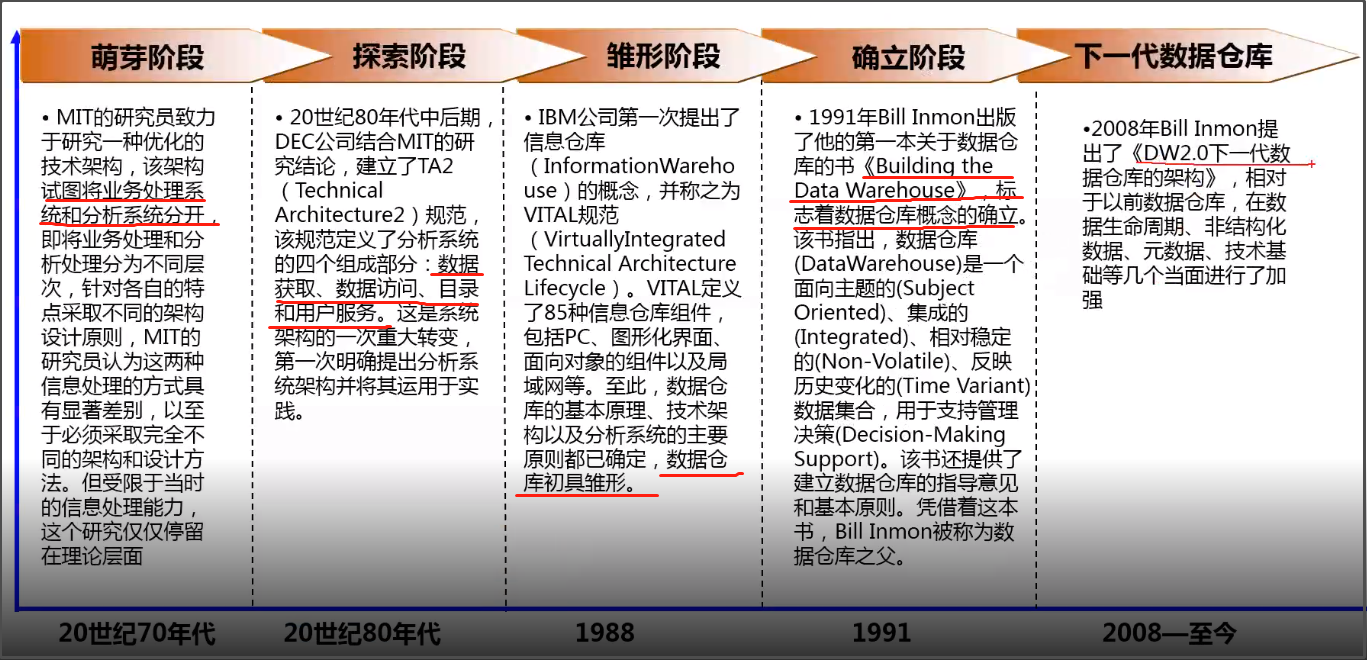 萌芽阶段
探索阶段
雏形阶段
确立阶段
下一代数据仓库
• MIT的研究员致力
于研究一种优化的
技术架构，该架构
试图将业务处理系
统和分析系统分开，
即将业务处理和分
析处理分为不同层
次，针对各自的特
点采取不同的架构
设计原则，MIT的
研究员认为这两种
信息处理的方式具
有显著差别，以至
于必须采取完全不
同的架构和设计方
法。但受限于当时
的信息处理能力，
这个研究仅仅停留
在理论层面
• 20世纪80年代中后期，
DEC公司结合MIT的研
究结论，建立了TA2
（Technical
Architecture2）规范，
该规范定义了分析系统
的四个组成部分：数据
获取、数据访问、目录
和用户服务。这是系统
架构的一次重大转变，
第一次明确提出分析系
统架构并将其运用于实
践。
• IBM公司第一次提出了
信息仓库
（InformationWareho
use）的概念，并称之为
VITAL规范
（VirtuallyIntegrated
Technical Architecture
Lifecycle）。VITAL定义
了85种信息仓库组件，
包括PC、图形化界面、
面向对象的组件以及局
域网等。至此，数据仓
库的基本原理、技术架
构以及分析系统的主要
原则都已确定，数据仓
库初具雏形。
• 1991年Bill Inmon出版
了他的第一本关于数据仓
库的书《Building the
Data Warehouse》，标
志着数据仓库概念的确立。
该书指出，数据仓库
(DataWarehouse)是一个
面向主题的(Subject
Oriented)、集成的
(Integrated)、相对稳定
的(Non-Volatile)、反映
历史变化的(Time Variant)
数据集合，用于支持管理
决策(Decision-Making
Support)。该书还提供了
建立数据仓库的指导意见
和基本原则。凭借着这本
书，Bill Inmon被称为数
据仓库之父。
•2008年Bill Inmon提
出了《DW2.0下一代数
据仓库的架构》，相对
于以前数据仓库，在数
据生命周期、非结构化
数据、元数据、技术基
础等几个当面进行了加
强
20世纪70年代
20世纪80年代
1988
1991
2008—至今